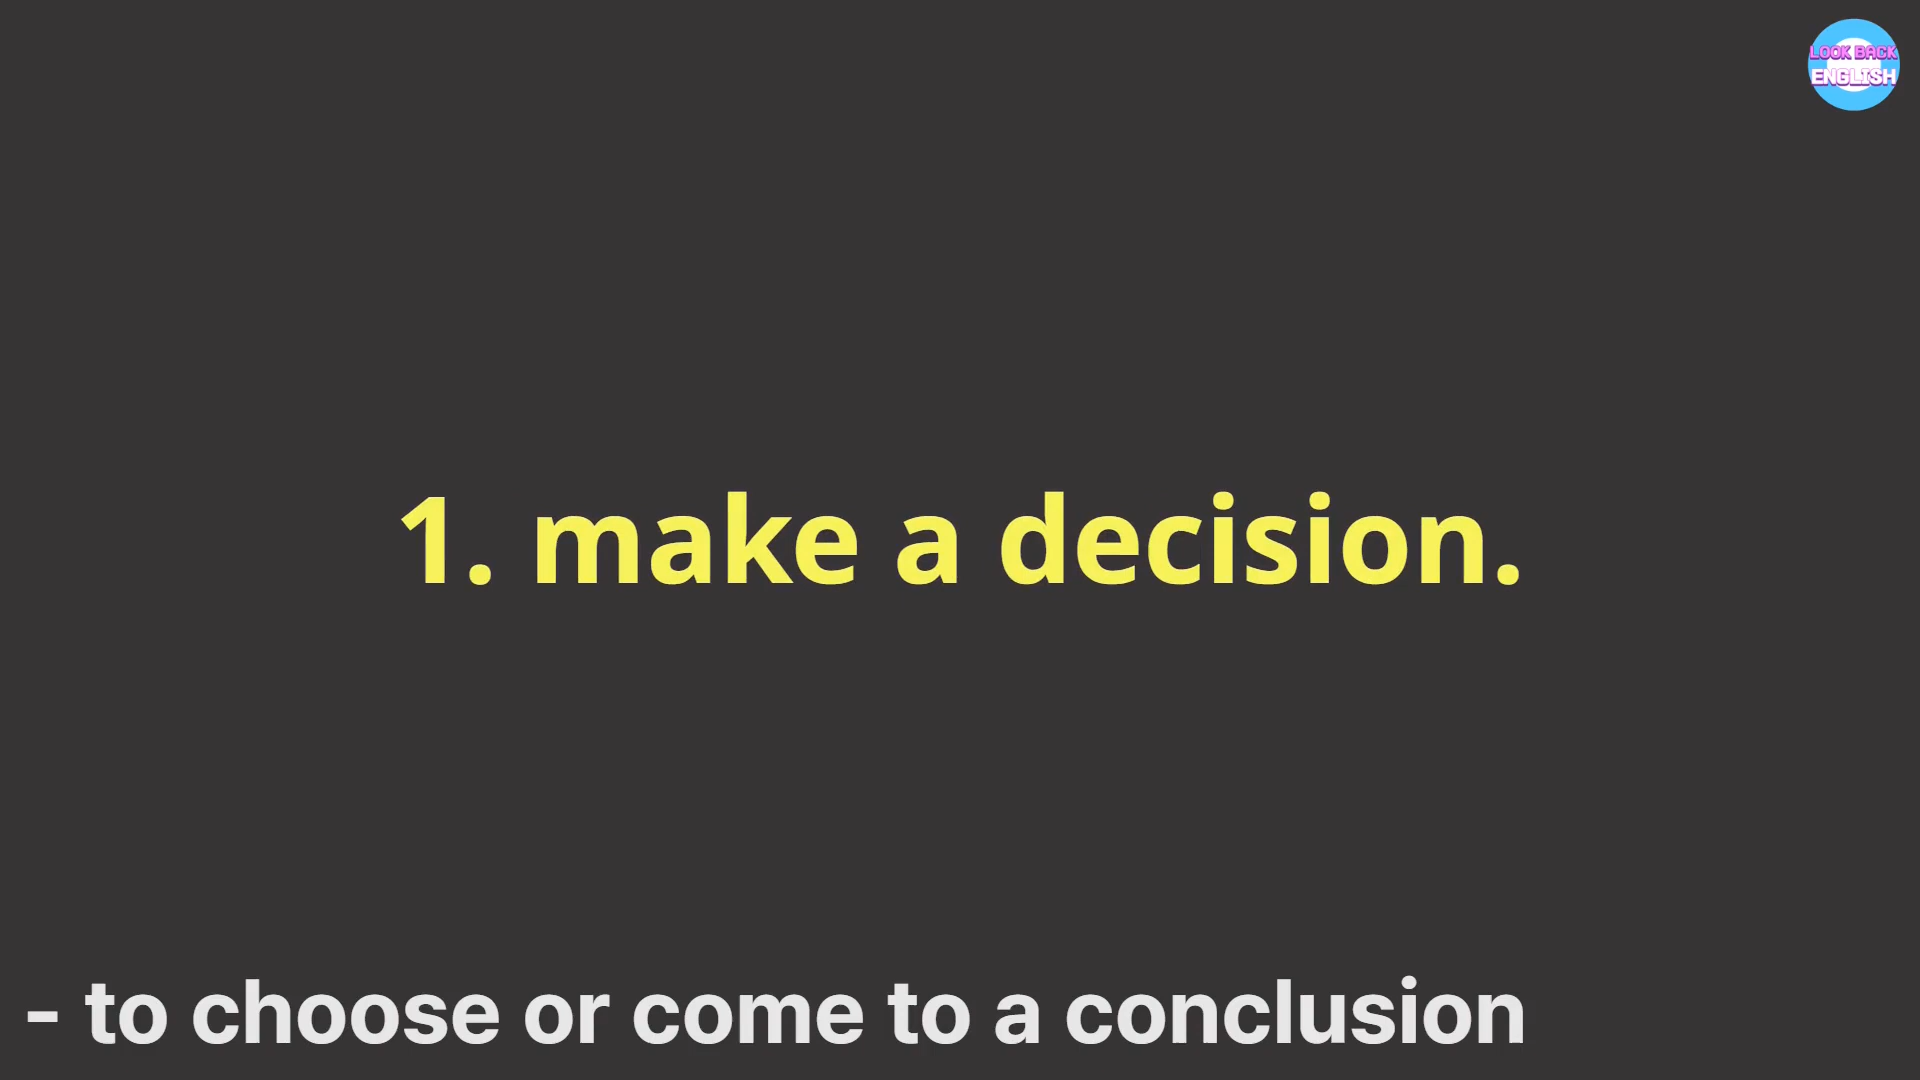 LOOK BACK
ENGLISH
1. make a decision.
- to choose or come to a conclusion